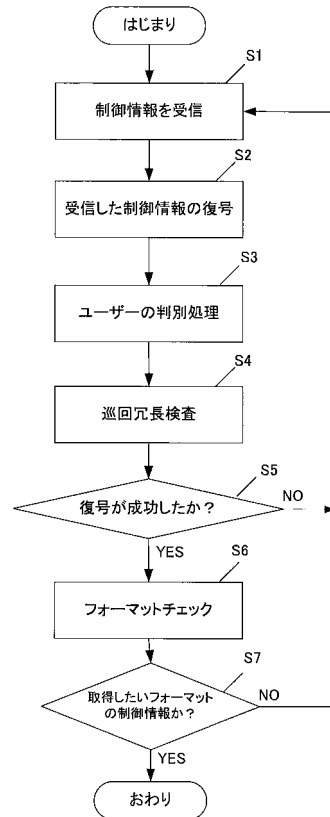 はじまり
S1
制御情報を受信
S2
受信した制御情報の復号
S3
ユーザーの判別処理
S4
巡回冗長検査
S5
復号が成功したか？
NO
YES
S6
フォーマットチェック
S7
取得したいフォーマット
の制御情報か？
NO
YES
おわり